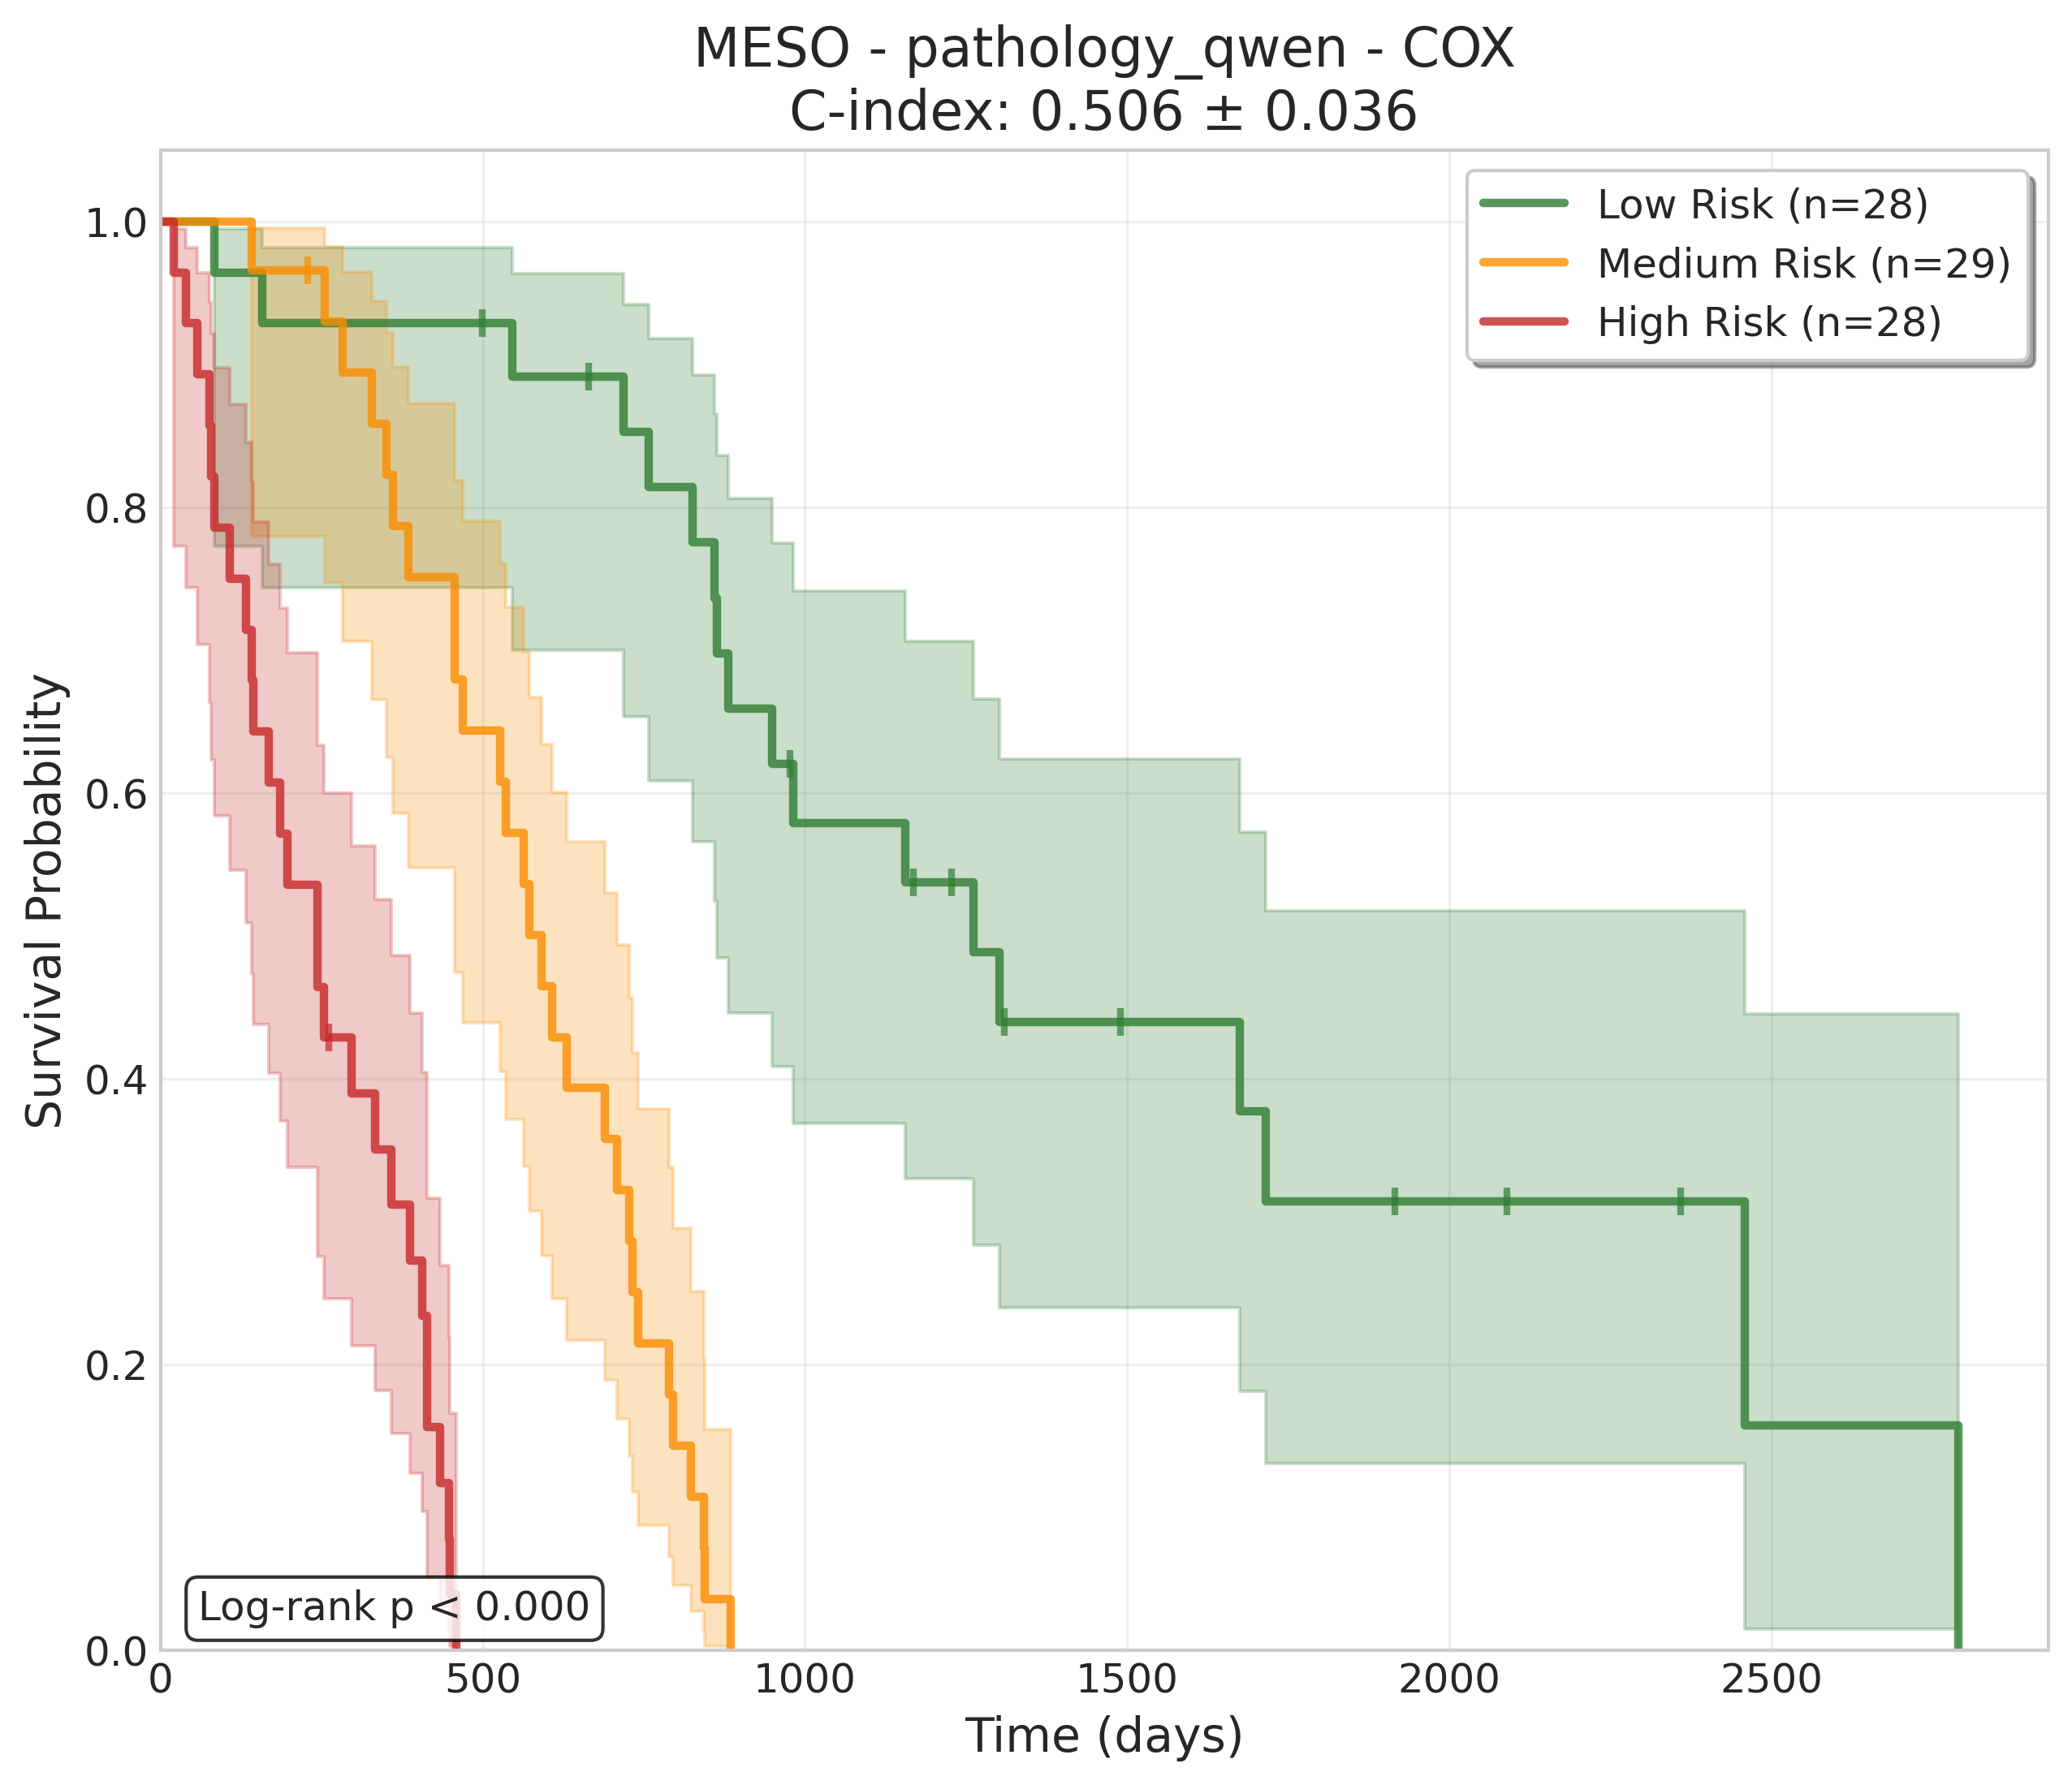 MESO - pathology_qwen - COX
C-index: 0.506 ± 0.036
Low Risk (n=28)
Medium Risk (n=29)
High Risk (n=28)
Survival Probability
1.0
0.8
0.6
0.4
0.2
0.0
Log-rank p < 0.000
0
500
1000
1500
2000
2500
Time (days)